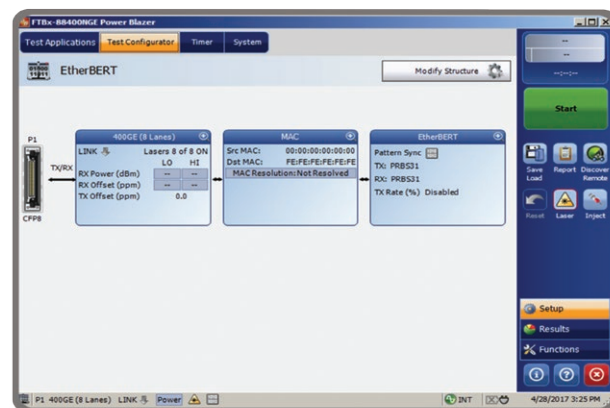 FTBx-88400NGE Power Blazer
Test Applications Test Configurator Timer System
EtherBERT
Modify Structure
--
--
--:--:--
Start
P1
TX/RX
CFP8
400GE (8 Lanes)
LINK Lasers 8 of 8 ON
LO HI
RX Power (dBm) -- --
RX Offset (ppm) -- --
TX Offset (ppm) 0.0
MAC
Src MAC: 00:00:00:00:00:00
Dst MAC: FE:FE:FE:FE:FE:FE
MAC Resolution: Not Resolved
EtherBERT
Pattern Sync --
TX: PRBS31
RX: PRBS31
TX Rate (%) Disabled
Save Load
Report
Discover Remote
Reset
Laser
Inject
Setup
Results
Functions
P1 400GE (8 Lanes) LINK Power INT 4/28/2017 3:25 PM